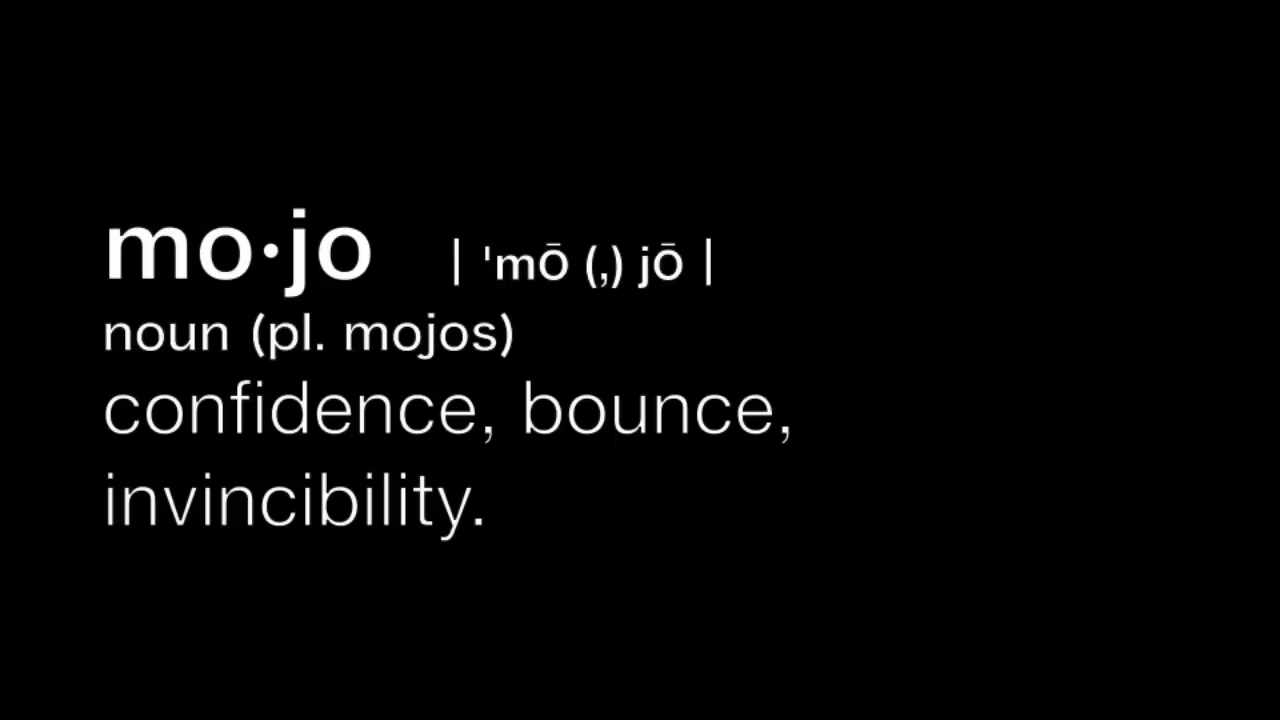 mo·jo | ˈmō (ˌ) jō |
noun (pl. mojos)
confidence, bounce,
invincibility.